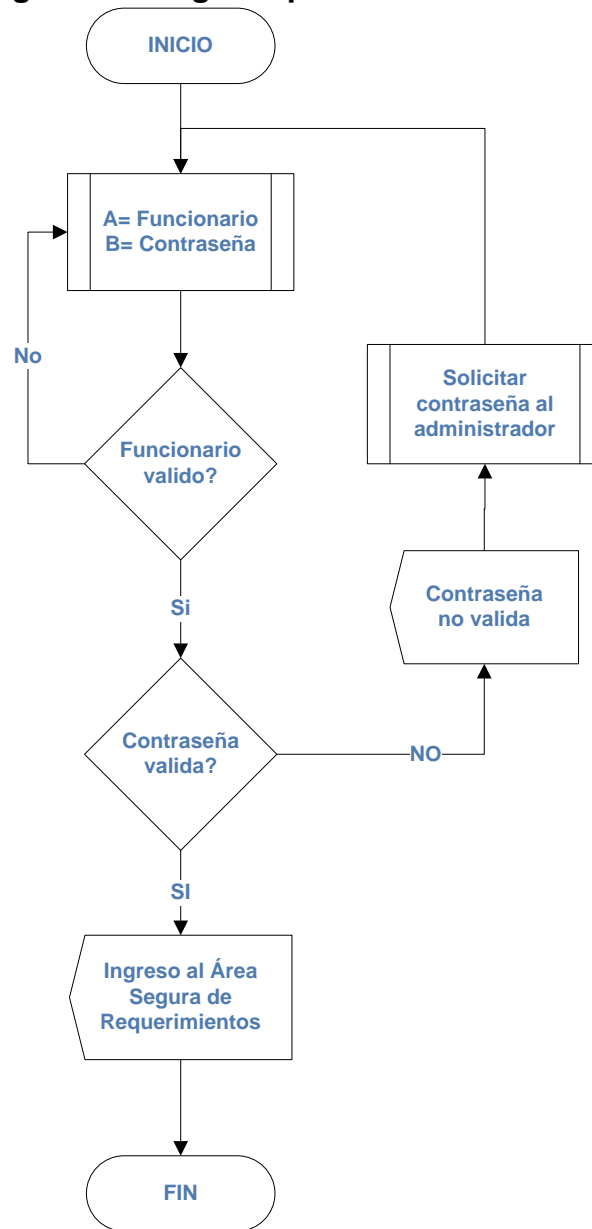 INICIO
A= Funcionario
B= Contraseña
No
Solicitar
contraseña al
administrador
Funcionario
valido?
Contraseña
no valida
Si
Contraseña
valida?
NO
SI
Ingreso al Área
Segura de
Requerimientos
FIN